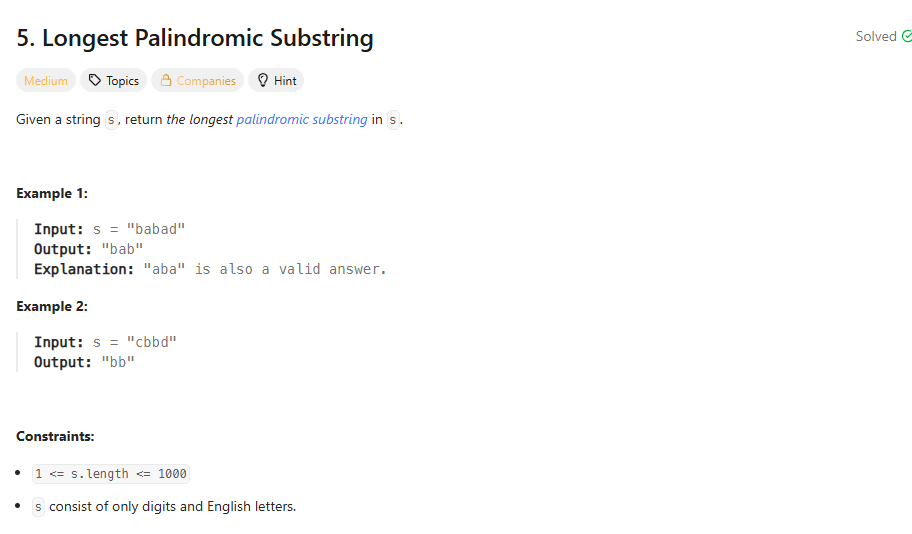 5. Longest Palindromic Substring
Solved
Medium Topics Companies Hint
Given a string s, return the longest palindromic substring in s.
Example 1:
Input: s = "babad"
Output: "bab"
Explanation: "aba" is also a valid answer.
Example 2:
Input: s = "cbbd"
Output: "bb"
Constraints:
• 1 <= s.length <= 1000
• s consist of only digits and English letters.